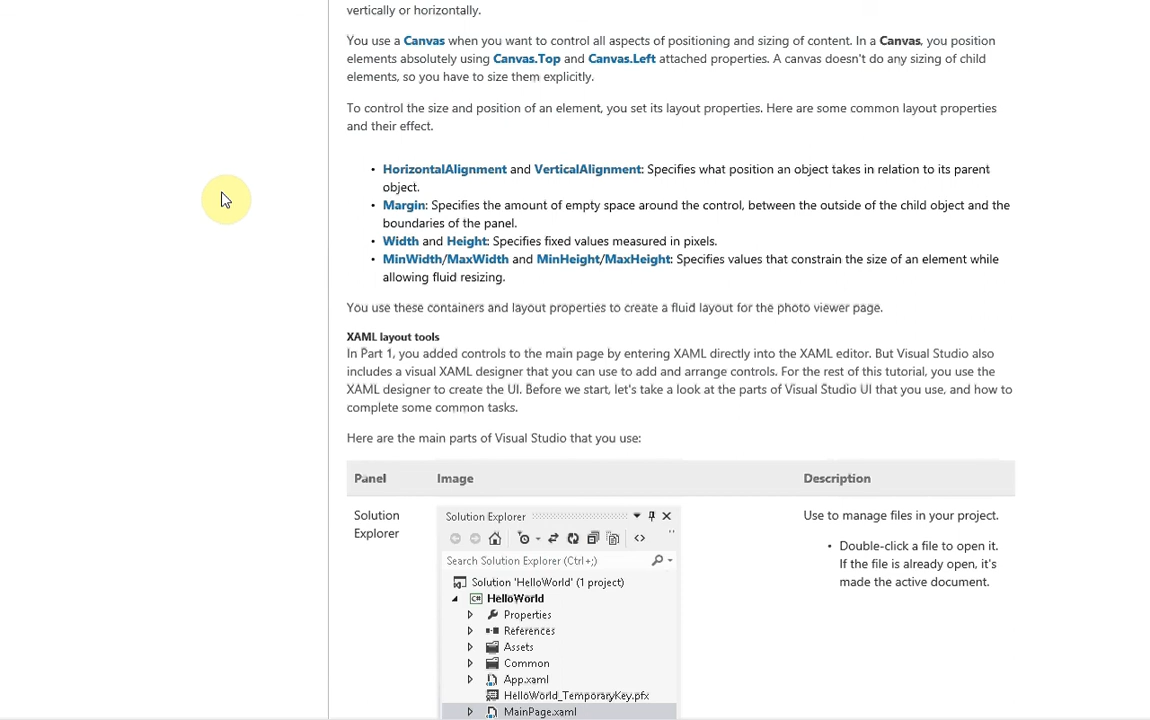 vertically or horizontally.
You use a Canvas when you want to control all aspects of positioning and sizing of content. In a Canvas, you position
elements absolutely using Canvas.Top and Canvas.Left attached properties. A canvas doesn't do any sizing of child
elements, so you have to size them explicitly.
To control the size and position of an element, you set its layout properties. Here are some common layout properties
and their effect.
• HorizontalAlignment and VerticalAlignment: Specifies what position an object takes in relation to its parent
object.
• Margin: Specifies the amount of empty space around the control, between the outside of the child object and the
boundaries of the panel.
• Width and Height: Specifies fixed values measured in pixels.
• MinWidth/MaxWidth and MinHeight/MaxHeight: Specifies values that constrain the size of an element while
allowing fluid resizing.
You use these containers and layout properties to create a fluid layout for the photo viewer page.
XAML layout tools
In Part 1, you added controls to the main page by entering XAML directly into the XAML editor. But Visual Studio also
includes a visual XAML designer that you can use to add and arrange controls. For the rest of this tutorial, you use the
XAML designer to create the UI. Before we start, let's take a look at the parts of Visual Studio UI that you use, and how to
complete some common tasks.
Here are the main parts of Visual Studio that you use:
Panel Image Description
Solution
Explorer
Solution Explorer
Search Solution Explorer (Ctrl+;)
Solution 'HelloWorld' (1 project)
HelloWorld
Properties
References
Assets
Common
App.xaml
HelloWorld_TemporaryKey.pfx
MainPage.xaml
Use to manage files in your project.
• Double-click a file to open it.
If the file is already open, it's
made the active document.